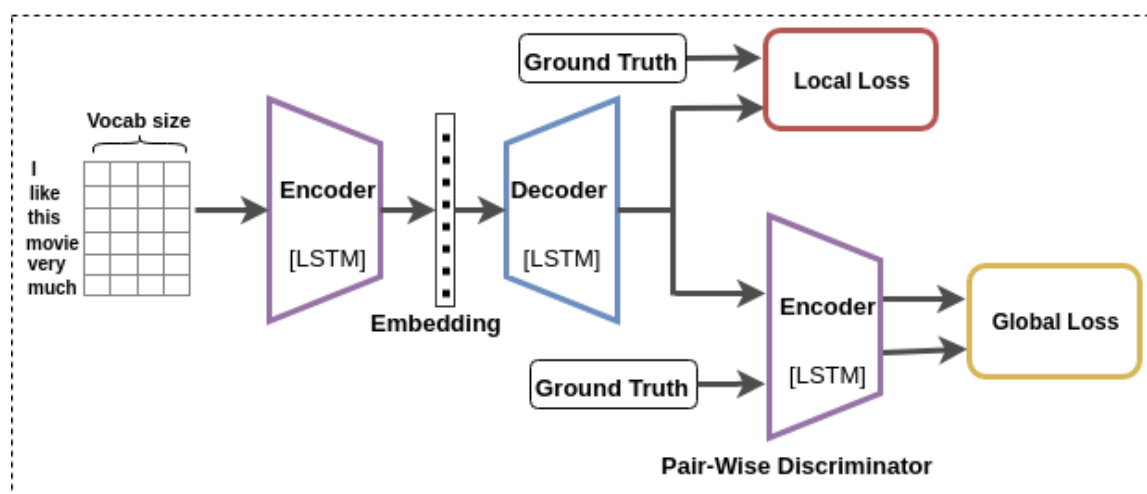 Vocab size
I
like
this
movie
very
much
Encoder
[LSTM]
Embedding
Decoder
[LSTM]
Ground Truth
Local Loss
Ground Truth
Encoder
[LSTM]
Pair-Wise Discriminator
Global Loss